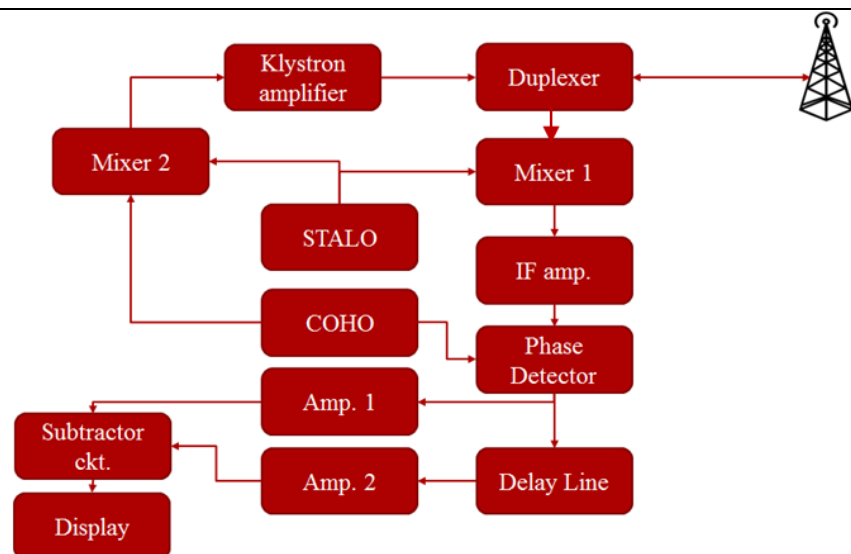 Klystron
amplifier
Duplexer
Mixer 2
Mixer 1
STALO
IF amp.
COHO
Phase
Detector
Amp. 1
Subtractor
ckt.
Amp. 2
Delay Line
Display